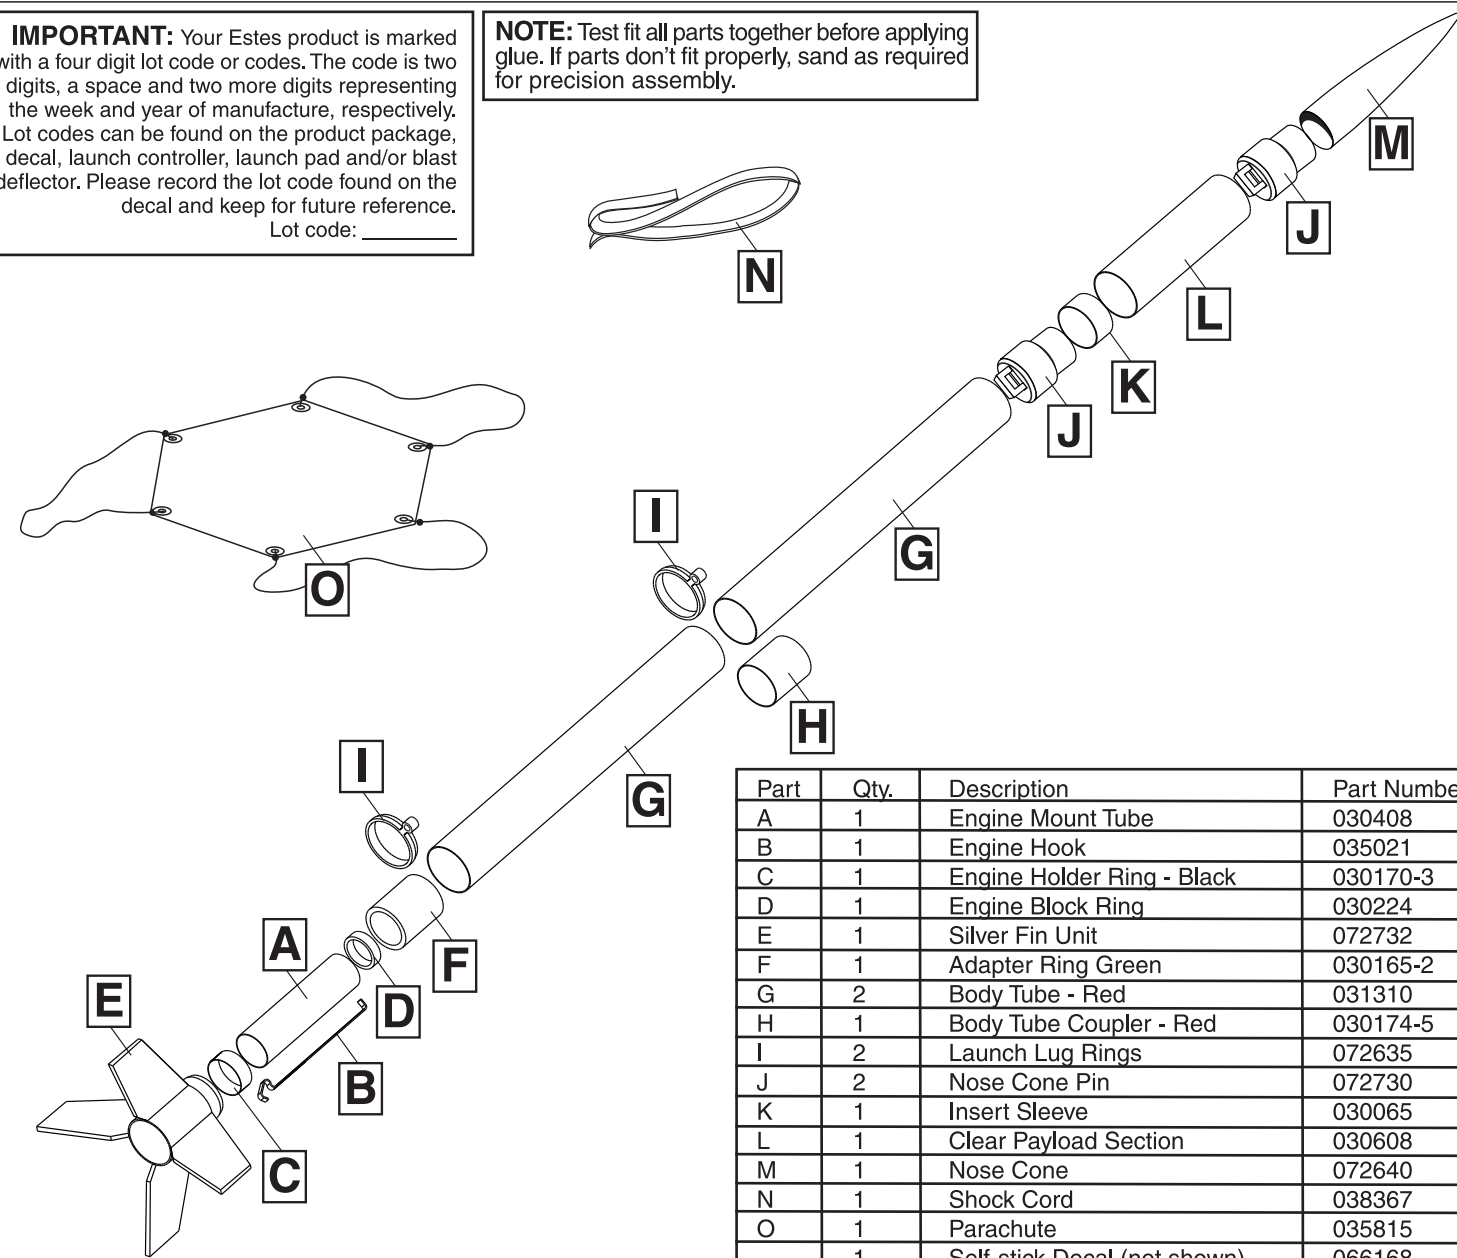 IMPORTANT: Your Estes product is marked
with a four digit lot code or codes. The code is two
digits, a space and two more digits representing
the week and year of manufacture, respectively.
Lot codes can be found on the product package,
decal, launch controller, launch pad and/or blast
deflector. Please record the lot code found on the
decal and keep for future reference.
Lot code: ________
NOTE: Test fit all parts together before applying
glue. If parts don't fit properly, sand as required
for precision assembly.
M
J
N
L
K
J
I
G
O
H
I
G
A
F
E
D
B
C
Part Qty. Description Part Numbe
A 1 Engine Mount Tube 030408
B 1 Engine Hook 035021
C 1 Engine Holder Ring - Black 030170-3
D 1 Engine Block Ring 030224
E 1 Silver Fin Unit 072732
F 1 Adapter Ring Green 030165-2
G 2 Body Tube - Red 031310
H 1 Body Tube Coupler - Red 030174-5
I 2 Launch Lug Rings 072635
J 2 Nose Cone Pin 072730
K 1 Insert Sleeve 030065
L 1 Clear Payload Section 030608
M 1 Nose Cone 072640
N 1 Shock Cord 038367
O 1 Parachute 035815
1 Self-stick Decal (not shown) 066168